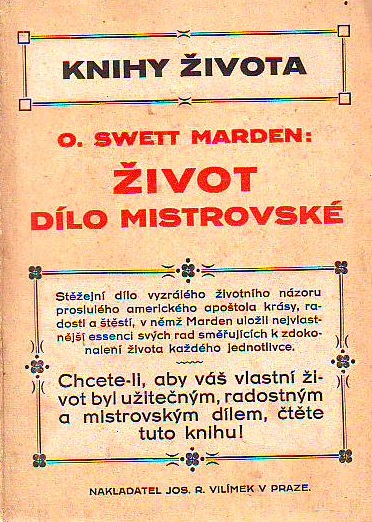 KNIHY ŽIVOTA
O. SWETT MARDEN:
ŽIVOT
DÍLO MISTROVSKÉ
Stěžejní dílo vyzrálého životního názoru
proslulého amerického apoštola krásy, ra-
dosti a štěstí, v němž Marden uložil nejvlast-
nější essenci svých rad směřujících k zdoko-
nalení života každého jednotlivce.
Chcete-li, aby váš vlastní ži-
vot byl užitečným, radostným
a mistrovským dílem, čtěte
tuto knihu!
NAKLADATEL JOS. R. VILÍMEK V PRAZE.